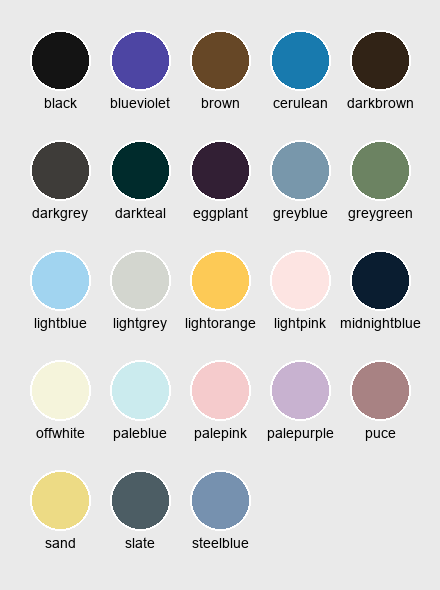 black blueviolet brown cerulean darkbrown
darkgrey darkteal eggplant greyblue greygreen
lightblue lightgrey lightorange lightpink midnightblue
offwhite paleblue palepink palepurple puce
sand slate steelblue